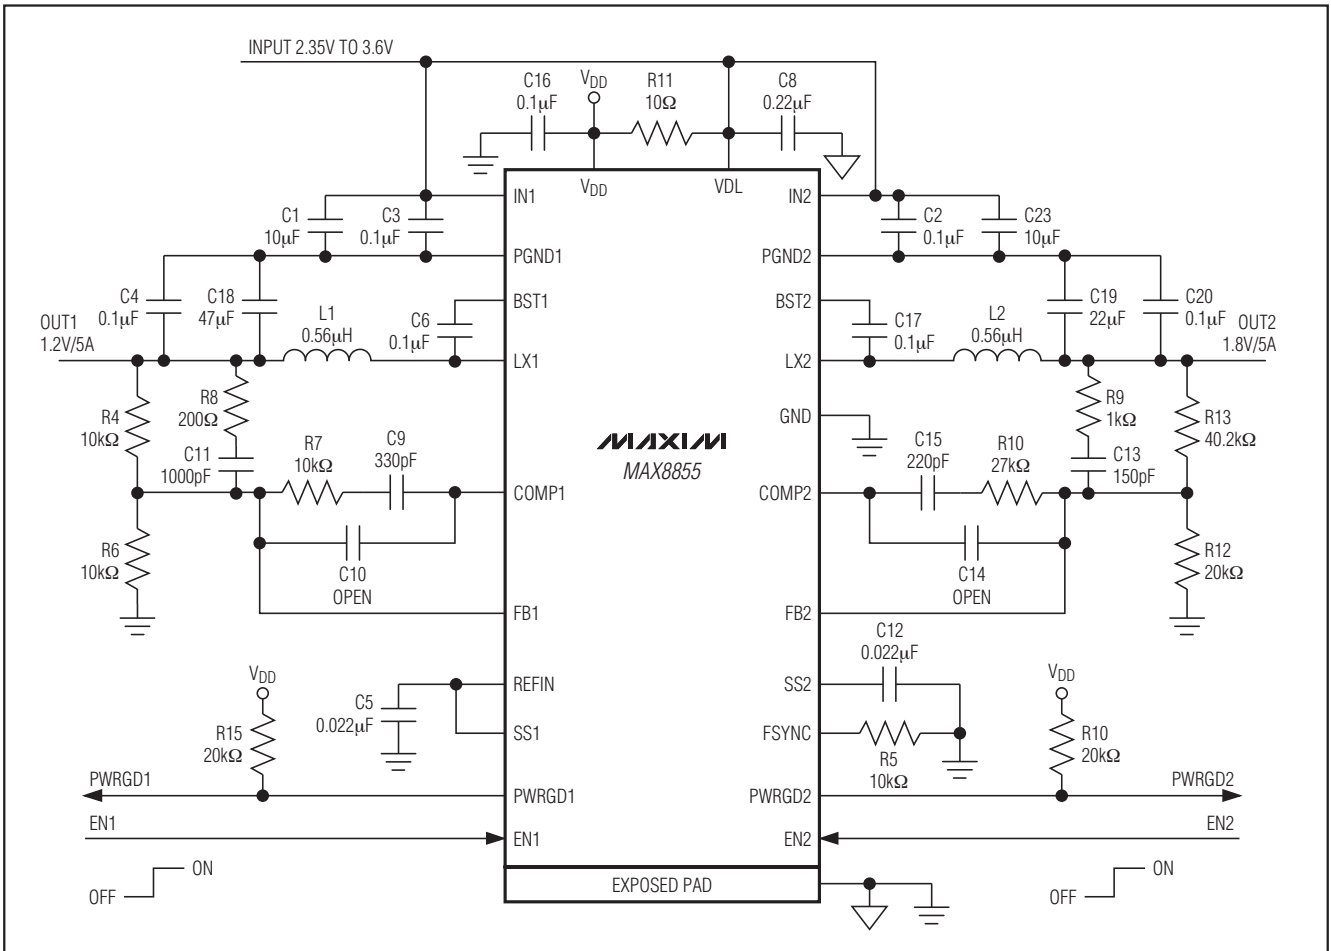 INPUT 2.35V TO 3.6V
C16
0.1µF
VDD
R11
10Ω
C8
0.22µF
VDD
VDL
IN1
IN2
C1
10µF
C3
0.1µF
C2
0.1µF
C23
10µF
PGND1
PGND2
C4
0.1µF
C18
47µF
L1
0.56µH
C6
0.1µF
BST1
BST2
C17
0.1µF
L2
0.56µH
C19
22µF
C20
0.1µF
OUT1
1.2V/5A
OUT2
1.8V/5A
LX1
LX2
R4
10kΩ
R8
200Ω
GND
R9
1kΩ
R13
40.2kΩ
C11
1000pF
R7
10kΩ
C9
330pF
MAXIM
MAX8855
C15
220pF
R10
27kΩ
C13
150pF
COMP1
COMP2
R6
10kΩ
C10
OPEN
C14
OPEN
R12
20kΩ
FB1
FB2
C12
0.022µF
VDD
REFIN
SS2
VDD
C5
0.022µF
R15
20kΩ
SS1
FSYNC
R5
10kΩ
R10
20kΩ
PWRGD1
PWRGD1
PWRGD2
PWRGD2
EN1
EN1
EN2
EN2
OFF
ON
EXPOSED PAD
OFF
ON